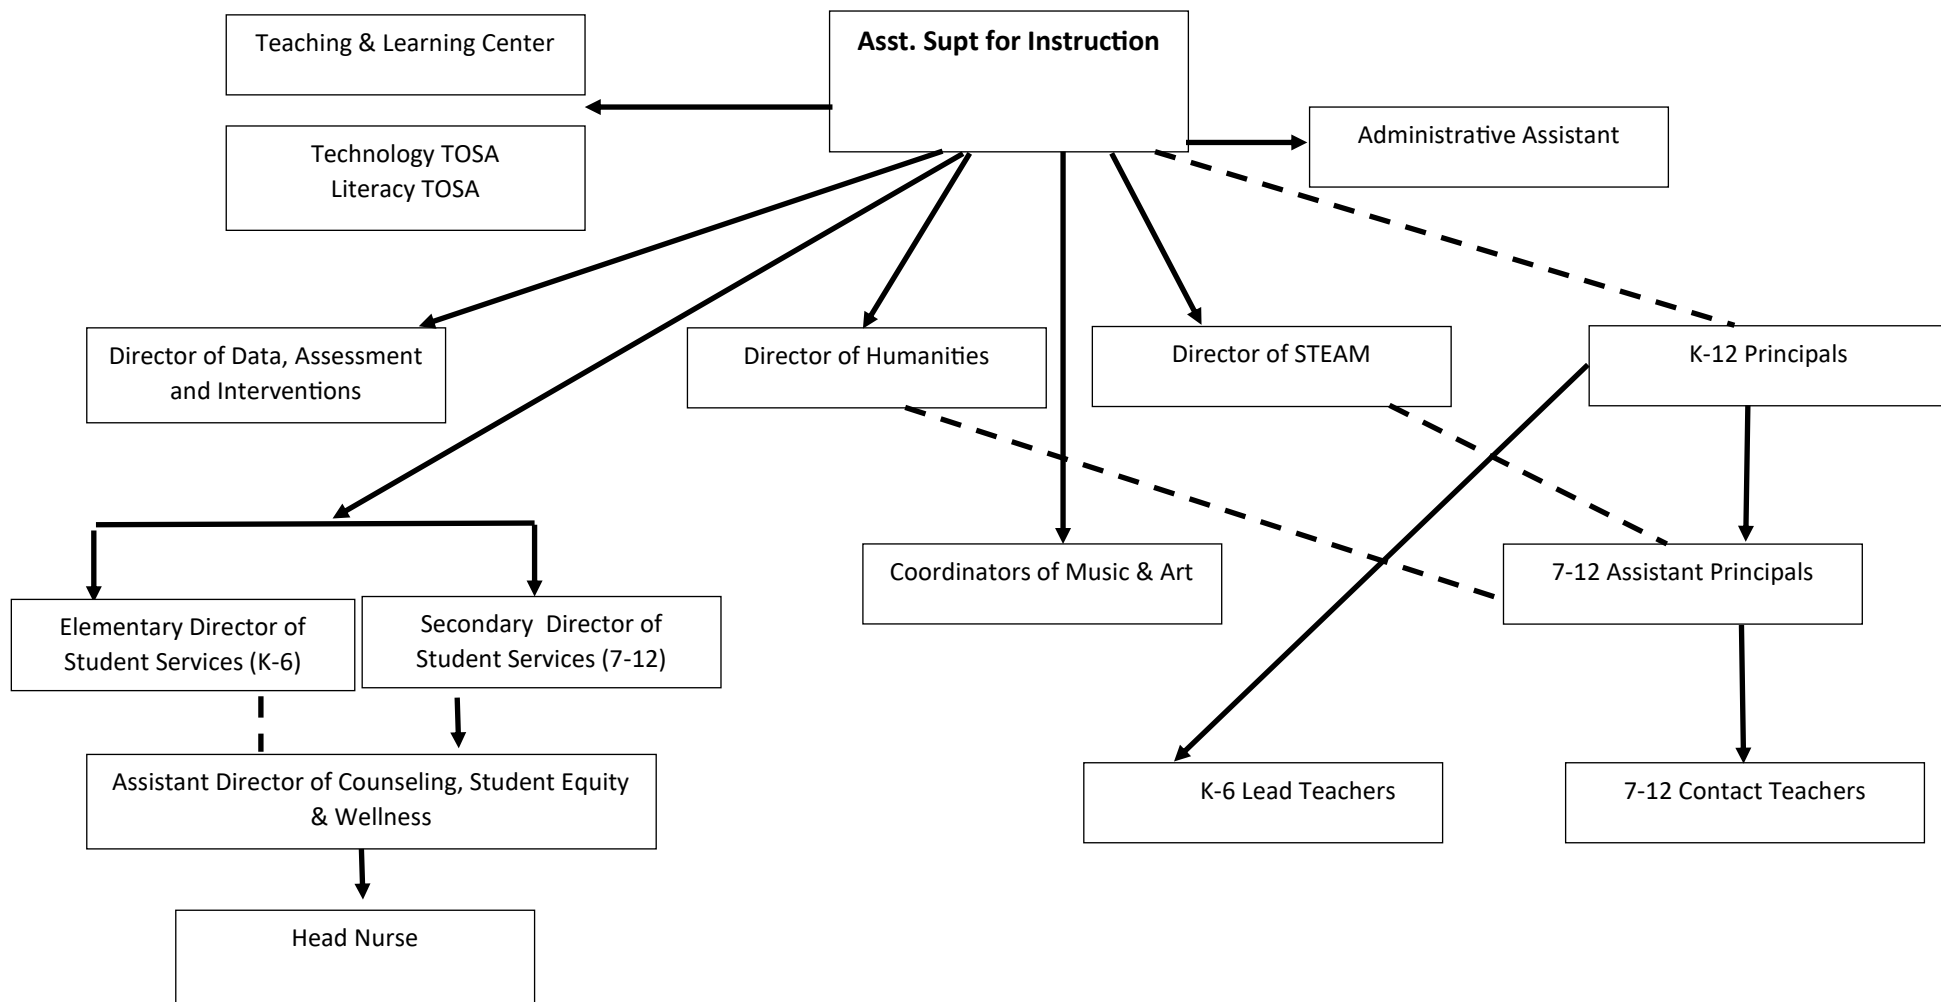 Teaching & Learning Center
Asst. Supt for Instruction
Technology TOSA
Literacy TOSA
Administrative Assistant
Director of Data, Assessment
and Interventions
Director of Humanities
Director of STEAM
K-12 Principals
Coordinators of Music & Art
7-12 Assistant Principals
Elementary Director of
Student Services (K-6)
Secondary  Director of
Student Services (7-12)
Assistant Director of Counseling, Student Equity
& Wellness
K-6 Lead Teachers
7-12 Contact Teachers
Head Nurse